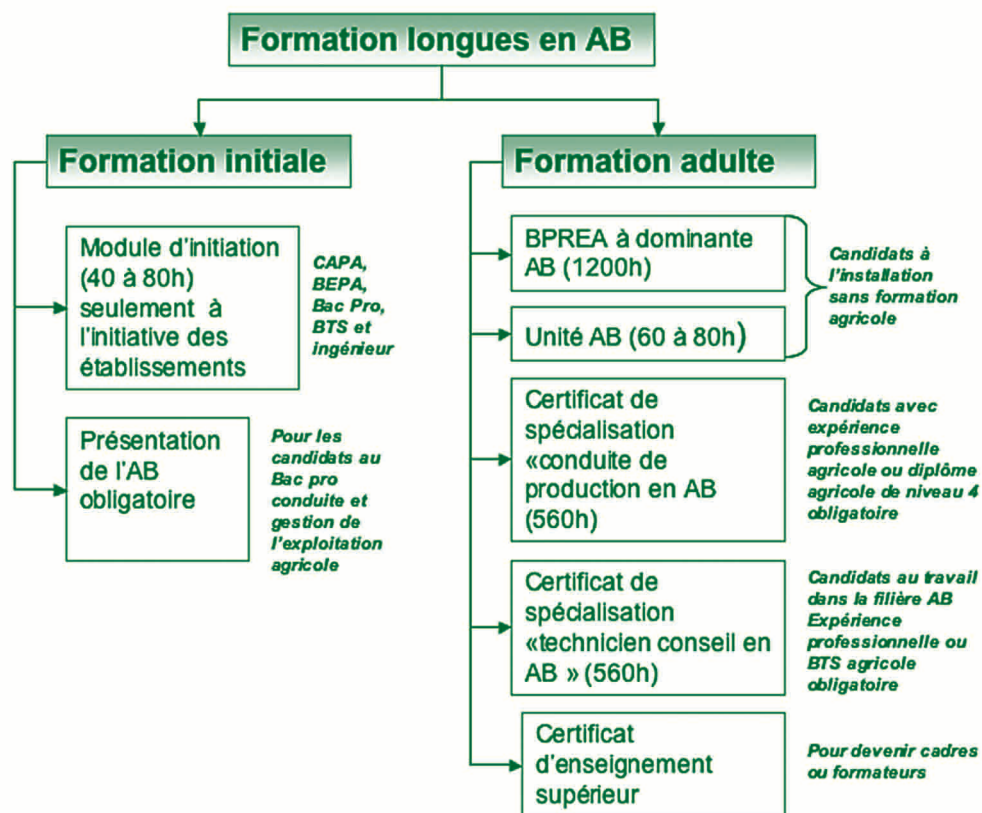 Formation longues en AB
Formation initiale
Module d'initiation
(40 à 80h)
seulement à
l'initiative des
établissements
CAPA,
BEPA,
Bac Pro,
BTS et
ingénieur
Présentation
de l'AB
obligatoire
Pour les
candidats au
Bac pro
conduite et
gestion de
l'exploitation
agricole
Formation adulte
BPREA à dominante
AB (1200h)
Unité AB (60 à 80h)
Candidats à
l'installation
sans formation
agricole
Certificat de
spécialisation
«conduite de
production en AB
(560h)
Candidats avec
expérience
professionnelle
agricole ou diplôme
agricole de niveau 4
obligatoire
Certificat de
spécialisation
«technicien conseil en
AB » (560h)
Candidats au travail
dans la filière AB
Expérience
professionnelle ou
BTS agricole
obligatoire
Certificat
d'enseignement
supérieur
Pour devenir cadres
ou formateurs